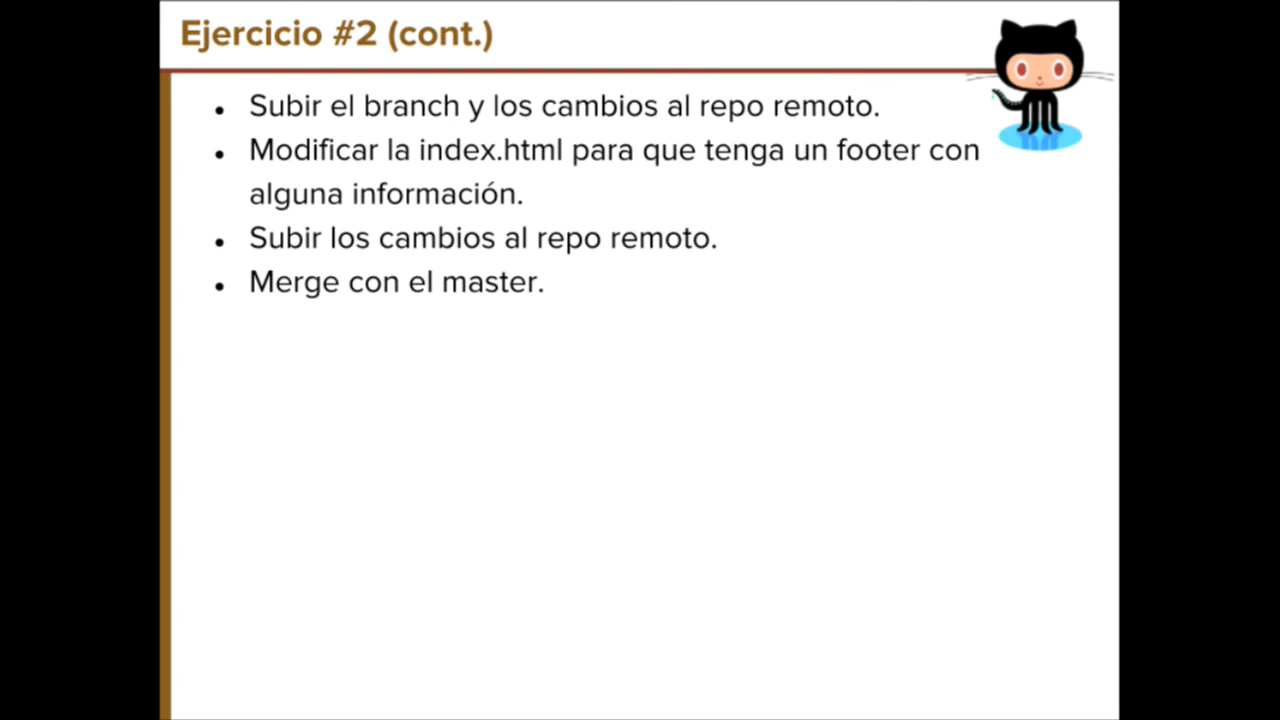 Ejercicio #2 (cont.)
• Subir el branch y los cambios al repo remoto.
• Modificar la index.html para que tenga un footer con
alguna información.
• Subir los cambios al repo remoto.
• Merge con el master.